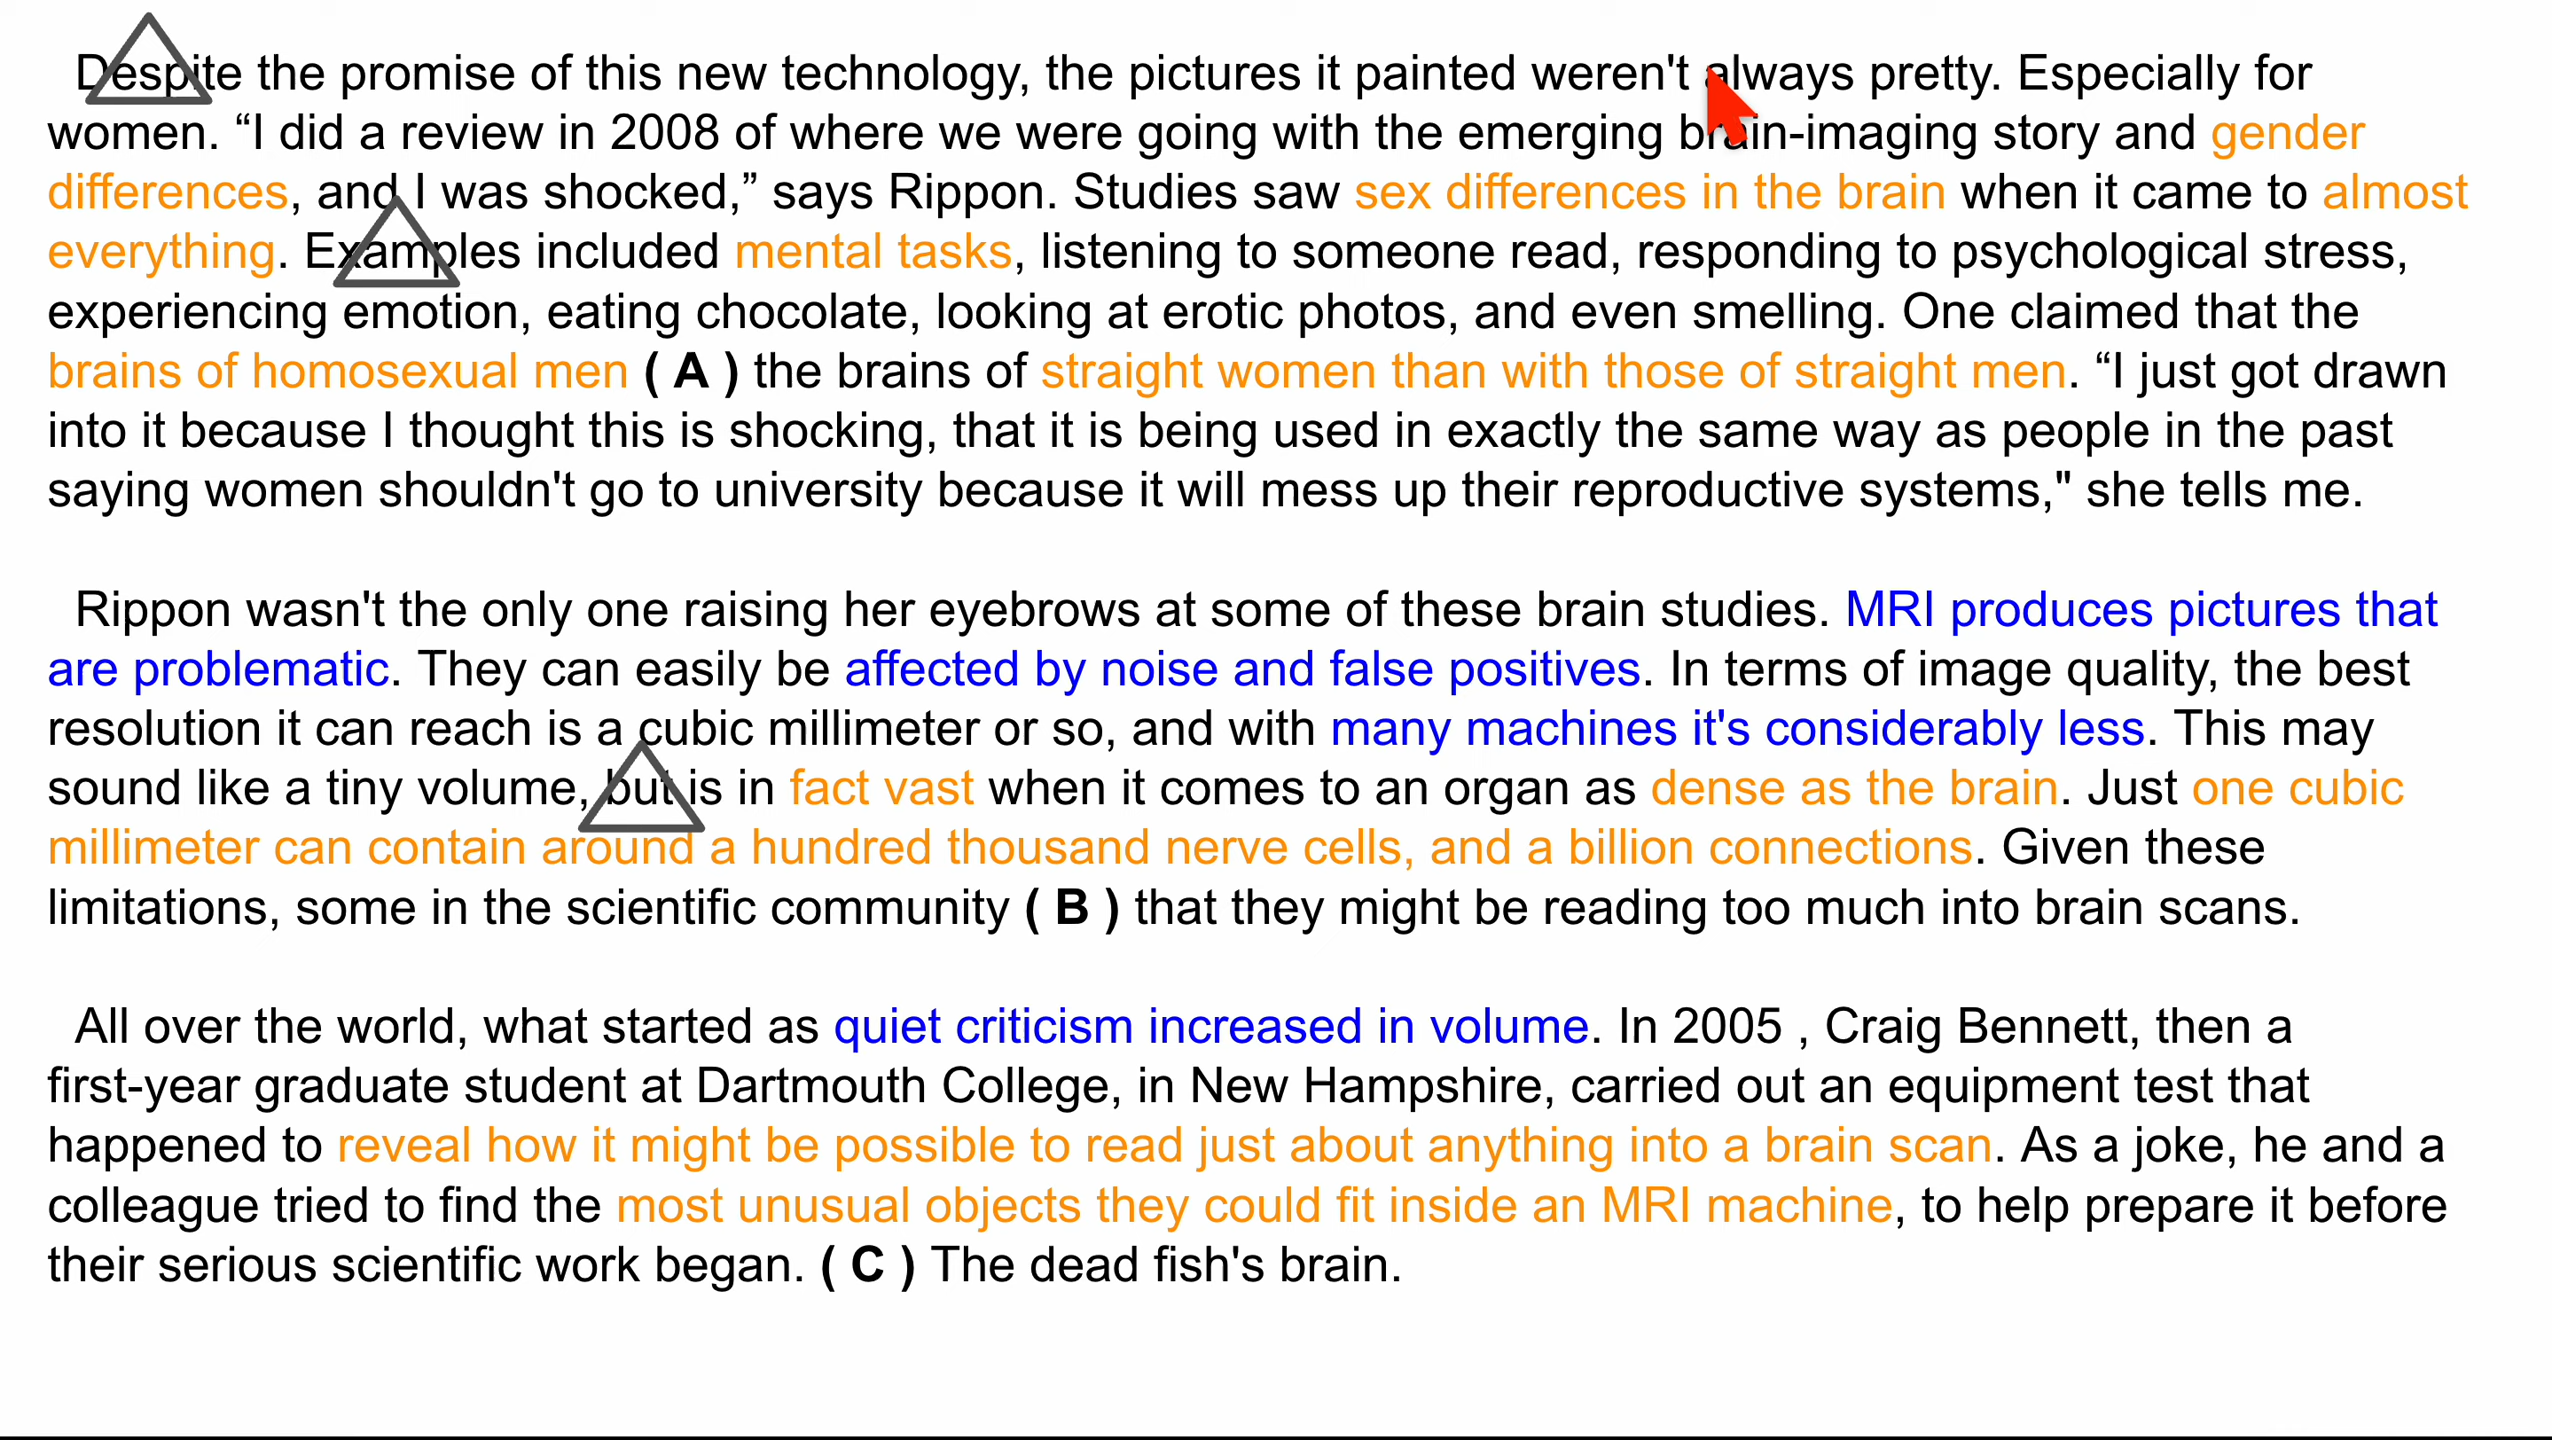 Despite the promise of this new technology, the pictures it painted weren't always pretty. Especially for
women. “I did a review in 2008 of where we were going with the emerging brain-imaging story and gender
differences, and I was shocked,” says Rippon. Studies saw sex differences in the brain when it came to almost
everything. Examples included mental tasks, listening to someone read, responding to psychological stress,
experiencing emotion, eating chocolate, looking at erotic photos, and even smelling. One claimed that the
brains of homosexual men ( A ) the brains of straight women than with those of straight men. “I just got drawn
into it because I thought this is shocking, that it is being used in exactly the same way as people in the past
saying women shouldn't go to university because it will mess up their reproductive systems," she tells me.
Rippon wasn't the only one raising her eyebrows at some of these brain studies. MRI produces pictures that
are problematic. They can easily be affected by noise and false positives. In terms of image quality, the best
resolution it can reach is a cubic millimeter or so, and with many machines it's considerably less. This may
sound like a tiny volume, but is in fact vast when it comes to an organ as dense as the brain. Just one cubic
millimeter can contain around a hundred thousand nerve cells, and a billion connections. Given these
limitations, some in the scientific community ( B ) that they might be reading too much into brain scans.
All over the world, what started as quiet criticism increased in volume. In 2005 , Craig Bennett, then a
first-year graduate student at Dartmouth College, in New Hampshire, carried out an equipment test that
happened to reveal how it might be possible to read just about anything into a brain scan. As a joke, he and a
colleague tried to find the most unusual objects they could fit inside an MRI machine, to help prepare it before
their serious scientific work began. ( C ) The dead fish's brain.